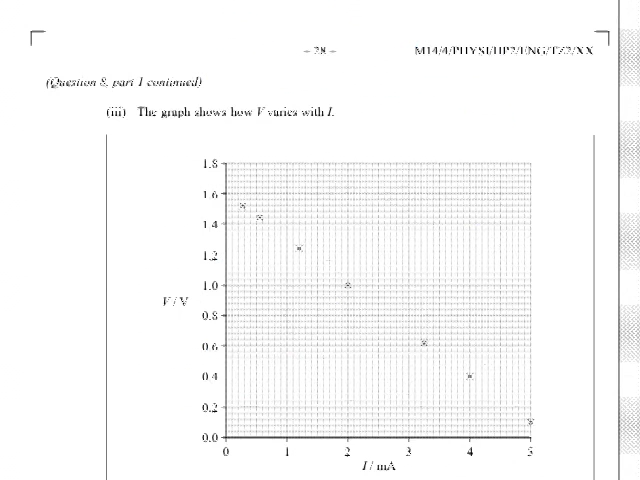 – 28 –
M14/4/PHYSI/HP2/ENG/TZ2/XX
(Question 8, part 1 continued)
(iii) The graph shows how V varies with I.
1.8
1.6
1.4
1.2
1.0
V / V
0.8
0.6
0.4
0.2
0.0
0 1 2 3 4 5
I / mA